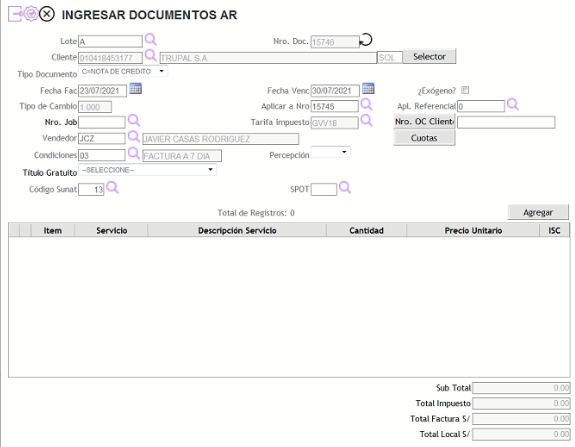 INGRESAR DOCUMENTOS AR
Lote A Nro. Doc. 15746
Cliente 010418453177 TRUPAL S.A SOL Selector
Tipo Documento C=NOTA DE CREDITO
Fecha Fac 23/07/2021 Fecha Venc 30/07/2021 ¿Exógeno?
Tipo de Cambio 1.000 Aplicar a Nro 15745 Apl. Referencial 0
Nro. Job Tarifa impuesto GVV18 Nro. OC Cliente
Vendedor JCZ JAVIER CASAS RODRIGUEZ Cuotas
Condiciones 03 FACTURA A 7 DIA Percepción
Título Gratuito --SELECCIONE--
Código Sunat 13 SPOT
Total de Registros: 0 Agregar
Item Servicio Descripción Servicio Cantidad Precio Unitario ISC
Sub Total 0.00
Total Impuesto 0.00
Total Factura S/ 0.00
Total Local S/ 0.00